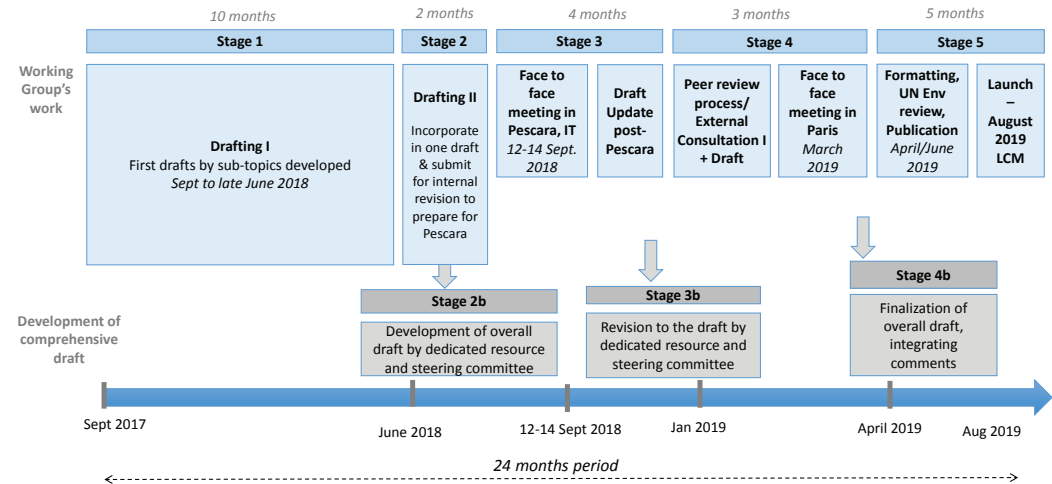 10 months
2 months
4 months
3 months
5 months
Stage 1
Stage 2
Stage 3
Stage 4
Stage 5
Working
Group's
work
Drafting I
First drafts by sub-topics developed
Sept to late June 2018
Drafting II
Incorporate
in one draft
& submit
for internal
revision to
prepare for
Pescara
Face to
face
meeting in
Pescara, IT
12-14 Sept.
2018
Draft
Update
post-
Pescara
Peer review
process/
External
Consultation I
+ Draft
Face to
face
meeting in
Paris
March
2019
Formatting,
UN Env
review,
Publication
April/June
2019
Launch
–
August
2019
LCM
Development of
comprehensive
draft
Stage 2b
Development of overall
draft by dedicated resource
and steering committee
Stage 3b
Revision to the draft by
dedicated resource and
steering committee
Stage 4b
Finalization of
overall draft,
integrating
comments
Sept 2017
June 2018
12-14 Sept 2018
Jan 2019
April 2019
Aug 2019
24 months period